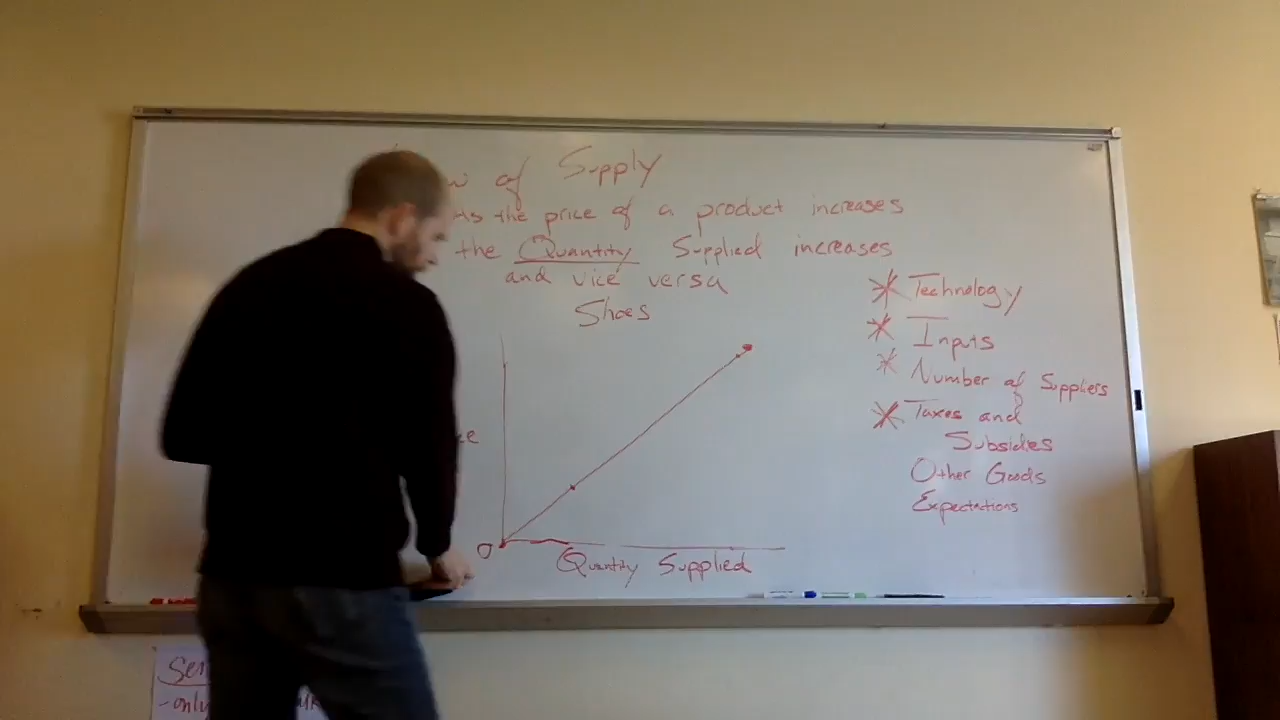 of Supply
the price of a product increases
the Quantity Supplied increases
and vice versa
Shoes
Technology
Inputs
Number of Suppliers
Taxes and
Subsidies
Other Goods
Expectations
O
Quantity Supplied
-only